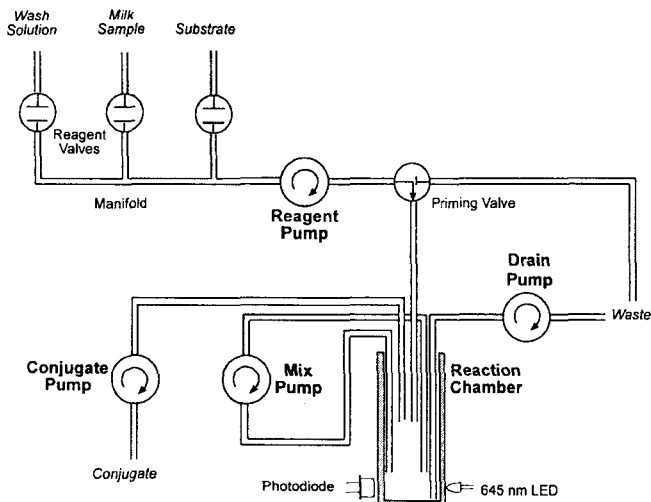 Wash
Solution
Milk
Sample
Substrate
Reagent
Valves
Manifold
Reagent
Pump
Priming Valve
Drain
Pump
Waste
Conjugate
Pump
Mix
Pump
Reaction
Chamber
Conjugate
Photodiode
645 nm LED